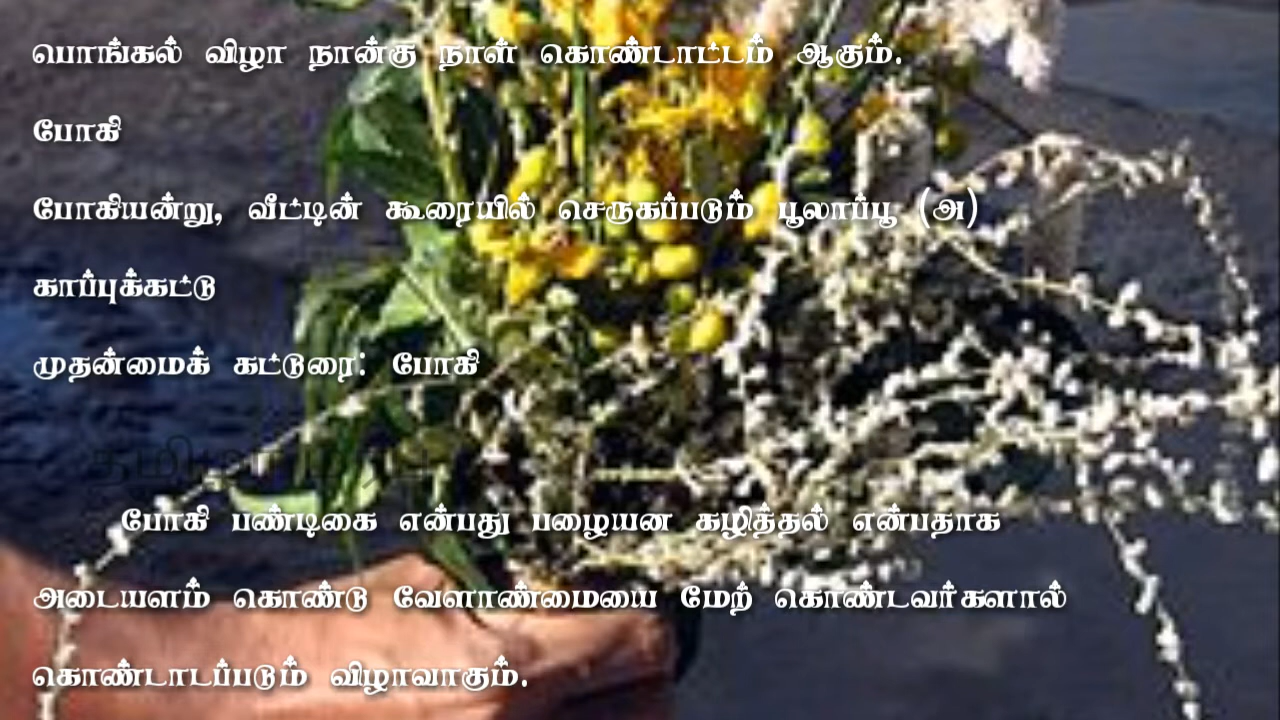 பொங்கல் விழா நான்கு நாள் கொண்டாட்டம் ஆகும்.
போகி
போகியன்று, வீட்டின் கூரையில் செருகப்படும் பூலாப்பூ (அ)
காப்புக்கட்டு
முதன்மைக் கட்டுரை: போகி
போகி பண்டிகை என்பது பழையன கழித்தல் என்பதாக
அடையளம் கொண்டு வேளாண்மையை மேற் கொண்டவர்களால்
கொண்டாடப்படும் விழாவாகும்.